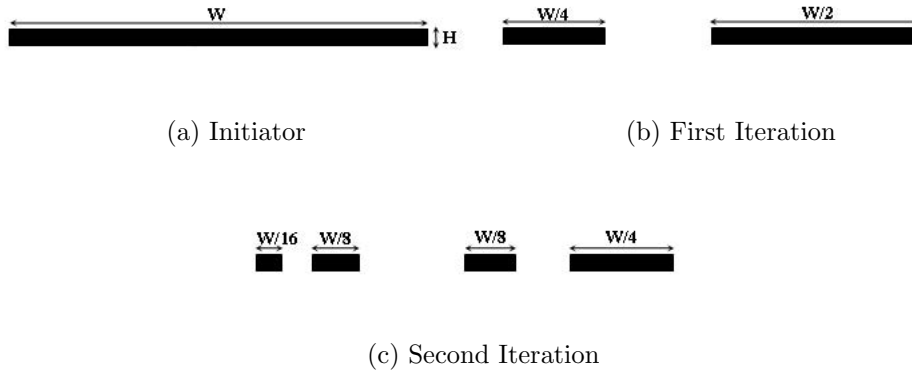 W
H
W/4
W/2
(a) Initiator
(b) First Iteration
W/16
W/8
W/8
W/4
(c) Second Iteration